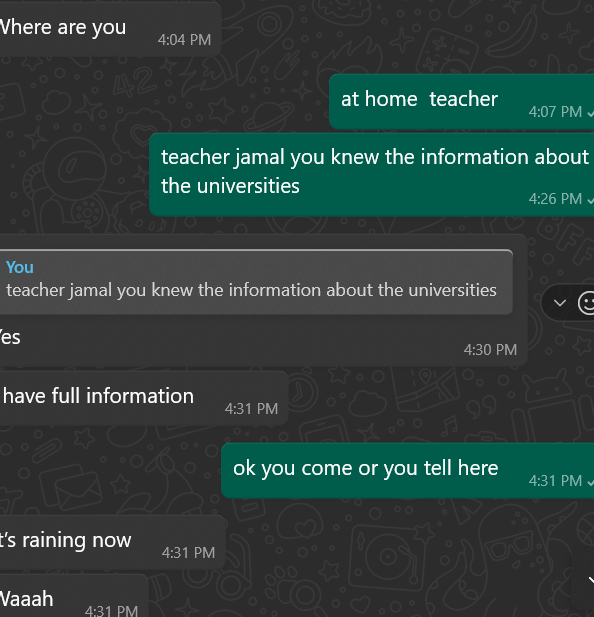 Where are you
4:04 PM
at home teacher
4:07 PM
teacher jamal you knew the information about
the universities
4:26 PM
You
teacher jamal you knew the information about the universities
Yes
4:30 PM
have full information
4:31 PM
ok you come or you tell here
4:31 PM
It's raining now
4:31 PM
Waaah
4:31 PM